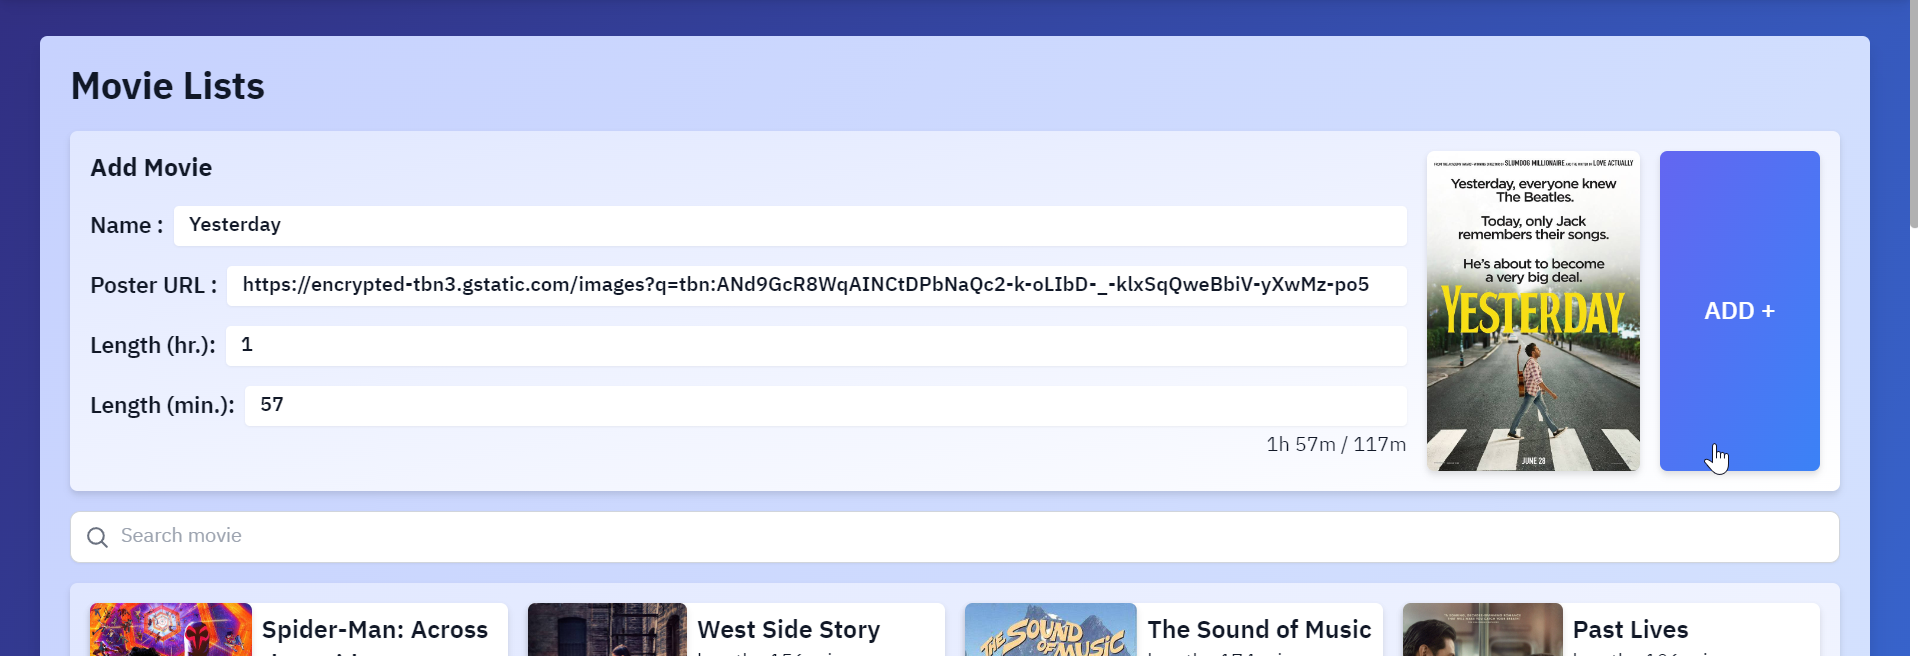 Movie Lists
Add Movie
Name :
Yesterday
Poster URL :
https://encrypted-tbn3.gstatic.com/images?q=tbn:ANd9GcR8WqAINCtDPbNaQc2-k-oLIbD-_-klxSqQweBbiV-yXwMz-po5
Length (hr.):
1
Length (min.):
57
1h 57m / 117m
SLUMDOG MILLIONAIRE
LOVE ACTUALLY
Yesterday, everyone knew
The Beatles.
Today, only Jack
remembers their songs.
He's about to become
a very big deal.
YESTERDAY
JUNE 28
ADD +
Search movie
Spider-Man: Across
West Side Story
THE SOUND
OF MUSIC
The Sound of Music
Past Lives